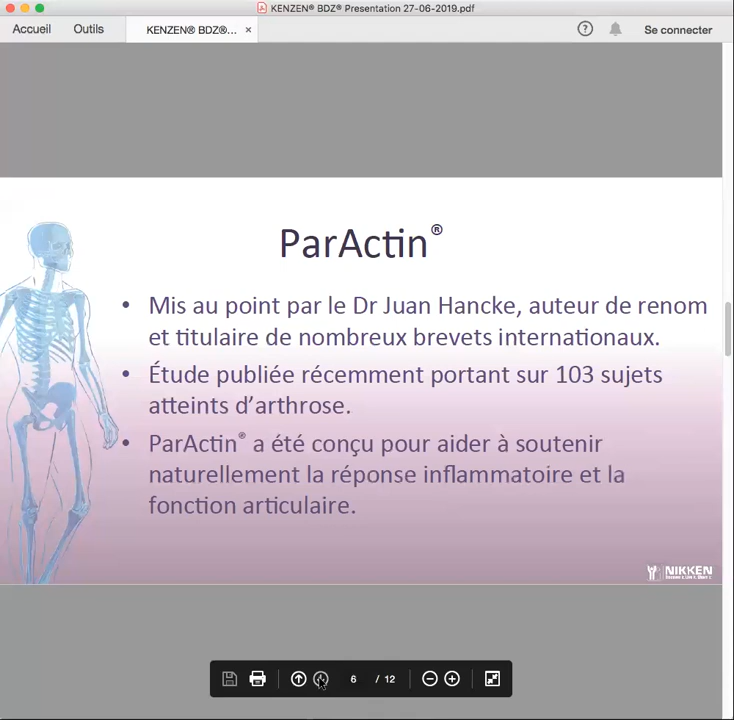 KENZEN® BDZ® Presentation 27-06-2019.pdf
Accueil Outils KENZEN® BDZ®... × ? Se connecter
ParActin®
• Mis au point par le Dr Juan Hancke, auteur de renom
et titulaire de nombreux brevets internationaux.
• Étude publiée récemment portant sur 103 sujets
atteints d’arthrose.
• ParActin® a été conçu pour aider à soutenir
naturellement la réponse inflammatoire et la
fonction articulaire.
NIKKEN
6 / 12